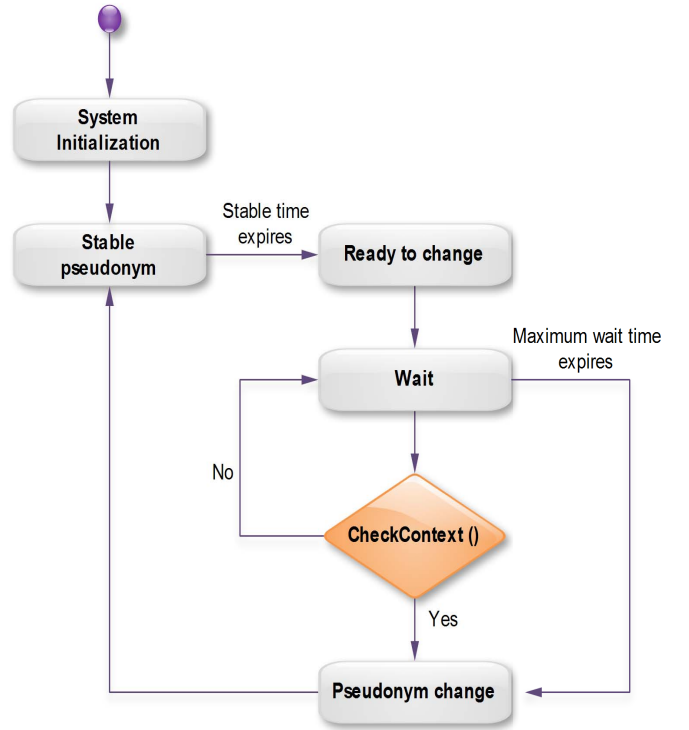 System
Initialization
Stable time
expires
Stable
pseudonym
Ready to change
Maximum wait time
expires
Wait
No
CheckContext ()
Yes
Pseudonym change